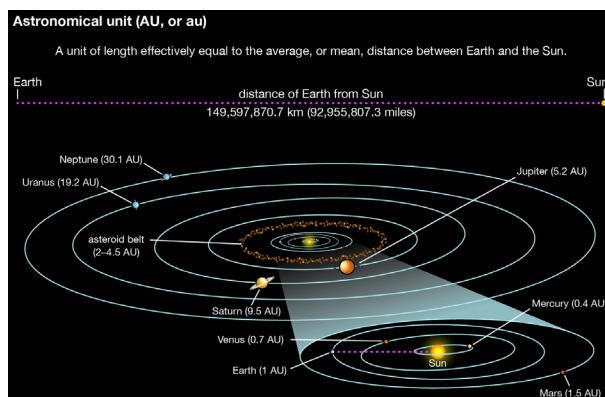 Astronomical unit (AU, or au)
A unit of length effectively equal to the average, or mean, distance between Earth and the Sun.
Earth
Sun
distance of Earth from Sun
149,597,870.7 km (92,955,807.3 miles)
Neptune (30.1 AU)
Jupiter (5.2 AU)
Uranus (19.2 AU)
asteroid belt
(2–4.5 AU)
Saturn (9.5 AU)
Mercury (0.4 AU)
Venus (0.7 AU)
Earth (1 AU)
Sun
Mars (1.5 AU)